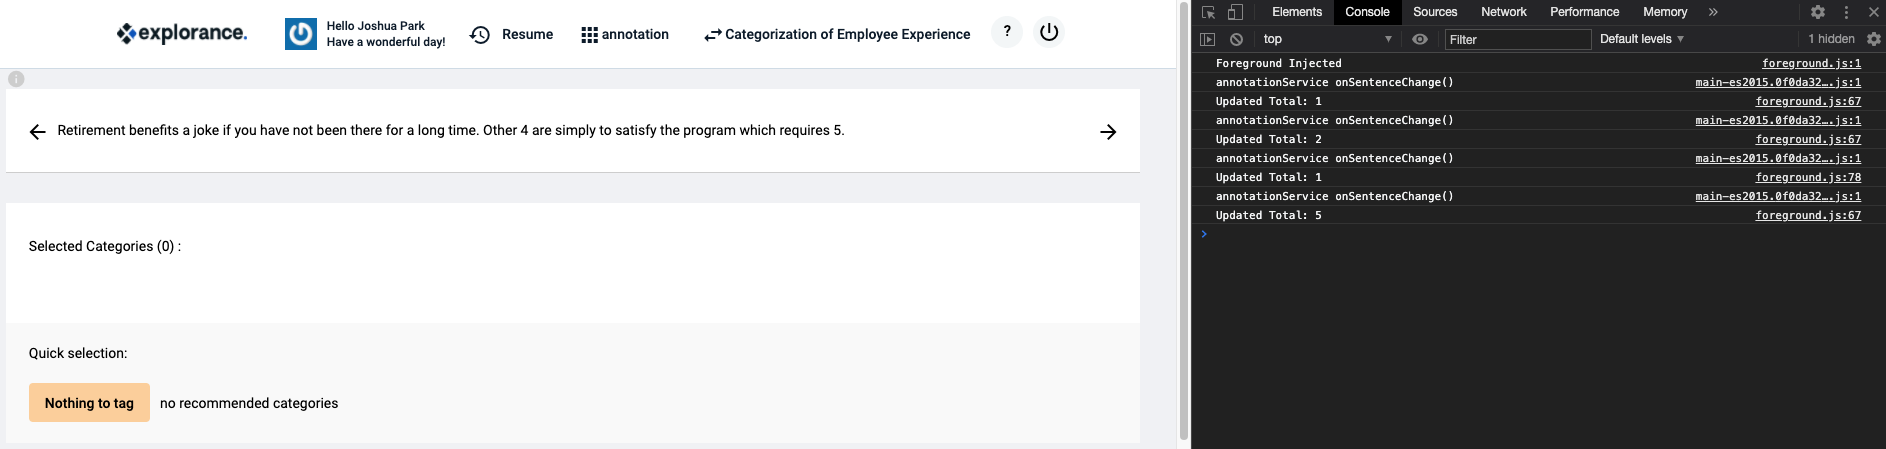 explorance.
Hello Joshua Park
Have a wonderful day!
Resume
annotation
Categorization of Employee Experience
?
Retirement benefits a joke if you have not been there for a long time. Other 4 are simply to satisfy the program which requires 5.
Selected Categories (0) :
Quick selection:
Nothing to tag
no recommended categories
Elements Console Sources Network Performance Memory »
top Filter Default levels 1 hidden
Foreground Injected foreground.js:1
annotationService onSentenceChange() main-es2015.0f0da32….js:1
Updated Total: 1 foreground.js:67
annotationService onSentenceChange() main-es2015.0f0da32….js:1
Updated Total: 2 foreground.js:67
annotationService onSentenceChange() main-es2015.0f0da32….js:1
Updated Total: 1 foreground.js:78
annotationService onSentenceChange() main-es2015.0f0da32….js:1
Updated Total: 5 foreground.js:67